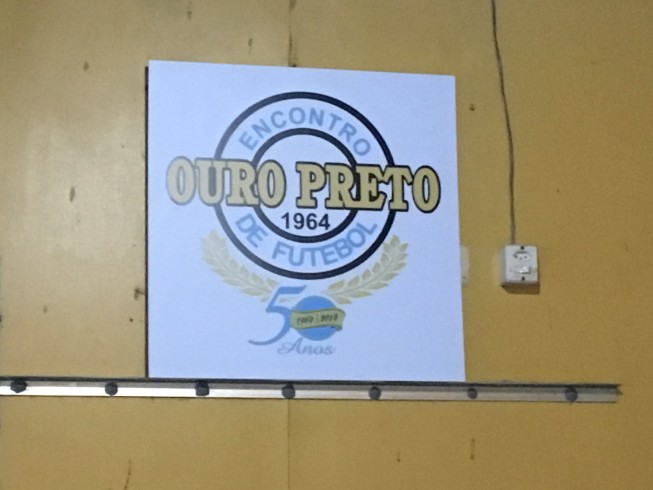 ENCONTRO
OURO PRETO
1964
DE FUTEBOL
50
Anos